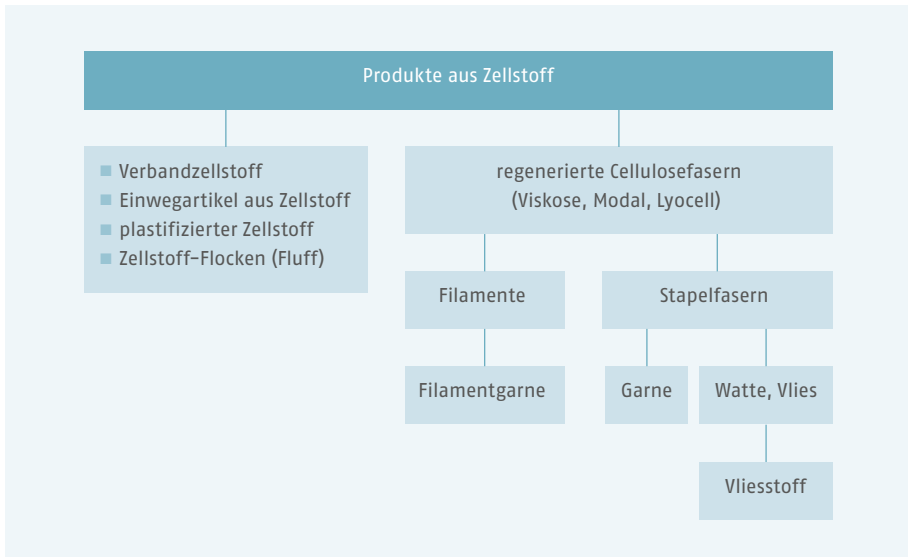 Produkte aus Zellstoff
Verbandzellstoff
Einwegartikel aus Zellstoff
plastifizierter Zellstoff
Zellstoff-Flocken (Fluff)
regenerierte Cellulosefasern
(Viskose, Modal, Lyocell)
Filamente
Stapelfasern
Filamentgarne
Garne
Watte, Vlies
Vliesstoff